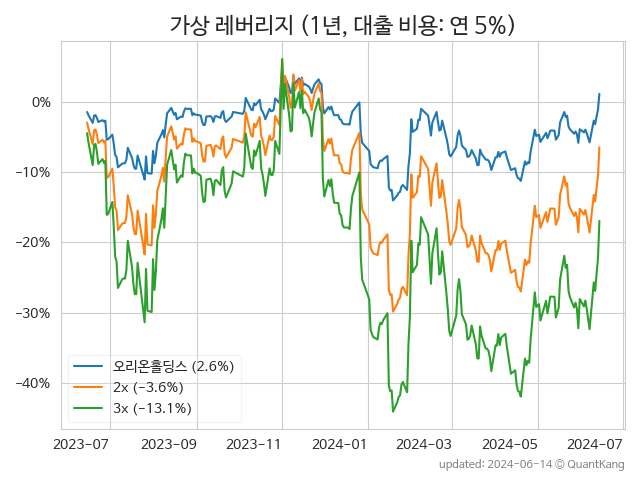 가상 레버리지 (1년, 대출 비용: 연 5%)
0%
−10%
−20%
−30%
−40%
오리온홀딩스 (2.6%)
2x (−3.6%)
3x (−13.1%)
2023-07 2023-09 2023-11 2024-01 2024-03 2024-05 2024-07
updated: 2024-06-14 © QuantKang